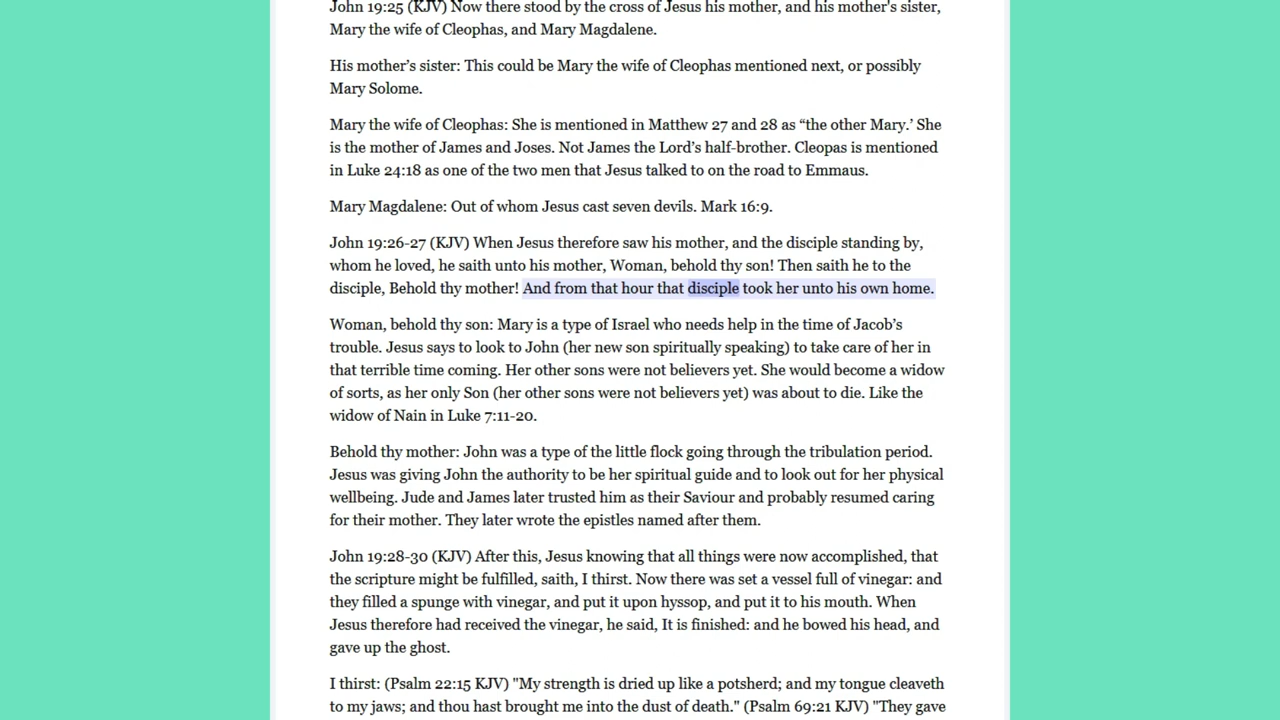 John 19:25 (KJV) Now there stood by the cross of Jesus his mother, and his mother's sister,
Mary the wife of Cleophas, and Mary Magdalene.
His mother’s sister: This could be Mary the wife of Cleophas mentioned next, or possibly
Mary Solome.
Mary the wife of Cleophas: She is mentioned in Matthew 27 and 28 as “the other Mary.’ She
is the mother of James and Joses. Not James the Lord’s half-brother. Cleopas is mentioned
in Luke 24:18 as one of the two men that Jesus talked to on the road to Emmaus.
Mary Magdalene: Out of whom Jesus cast seven devils. Mark 16:9.
John 19:26-27 (KJV) When Jesus therefore saw his mother, and the disciple standing by,
whom he loved, he saith unto his mother, Woman, behold thy son! Then saith he to the
disciple, Behold thy mother! And from that hour that disciple took her unto his own home.
Woman, behold thy son: Mary is a type of Israel who needs help in the time of Jacob’s
trouble. Jesus says to look to John (her new son spiritually speaking) to take care of her in
that terrible time coming. Her other sons were not believers yet. She would become a widow
of sorts, as her only Son (her other sons were not believers yet) was about to die. Like the
widow of Nain in Luke 7:11-20.
Behold thy mother: John was a type of the little flock going through the tribulation period.
Jesus was giving John the authority to be her spiritual guide and to look out for her physical
wellbeing. Jude and James later trusted him as their Saviour and probably resumed caring
for their mother. They later wrote the epistles named after them.
John 19:28-30 (KJV) After this, Jesus knowing that all things were now accomplished, that
the scripture might be fulfilled, saith, I thirst. Now there was set a vessel full of vinegar: and
they filled a spunge with vinegar, and put it upon hyssop, and put it to his mouth. When
Jesus therefore had received the vinegar, he said, It is finished: and he bowed his head, and
gave up the ghost.
I thirst: (Psalm 22:15 KJV) "My strength is dried up like a potsherd; and my tongue cleaveth
to my jaws; and thou hast brought me into the dust of death." (Psalm 69:21 KJV) "They gave